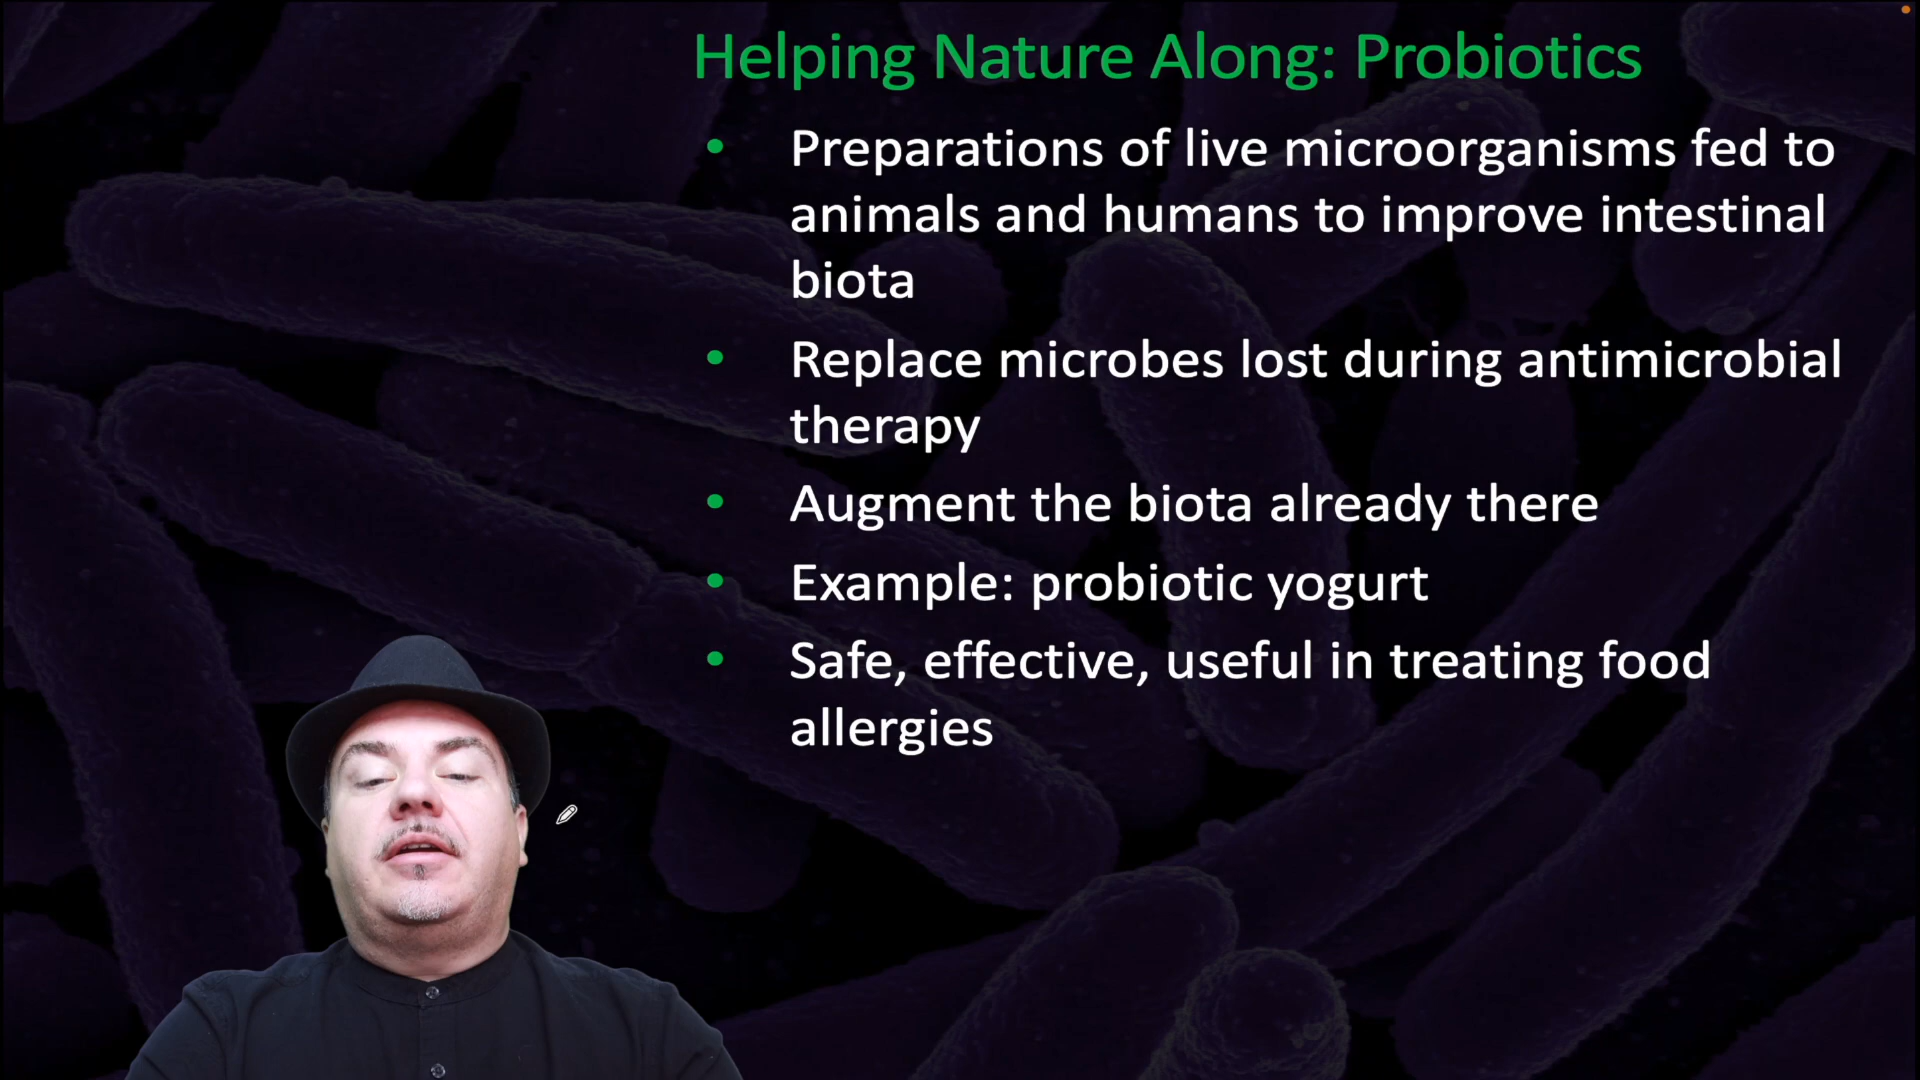 Helping Nature Along: Probiotics
• Preparations of live microorganisms fed to
animals and humans to improve intestinal
biota
• Replace microbes lost during antimicrobial
therapy
• Augment the biota already there
• Example: probiotic yogurt
• Safe, effective, useful in treating food
allergies